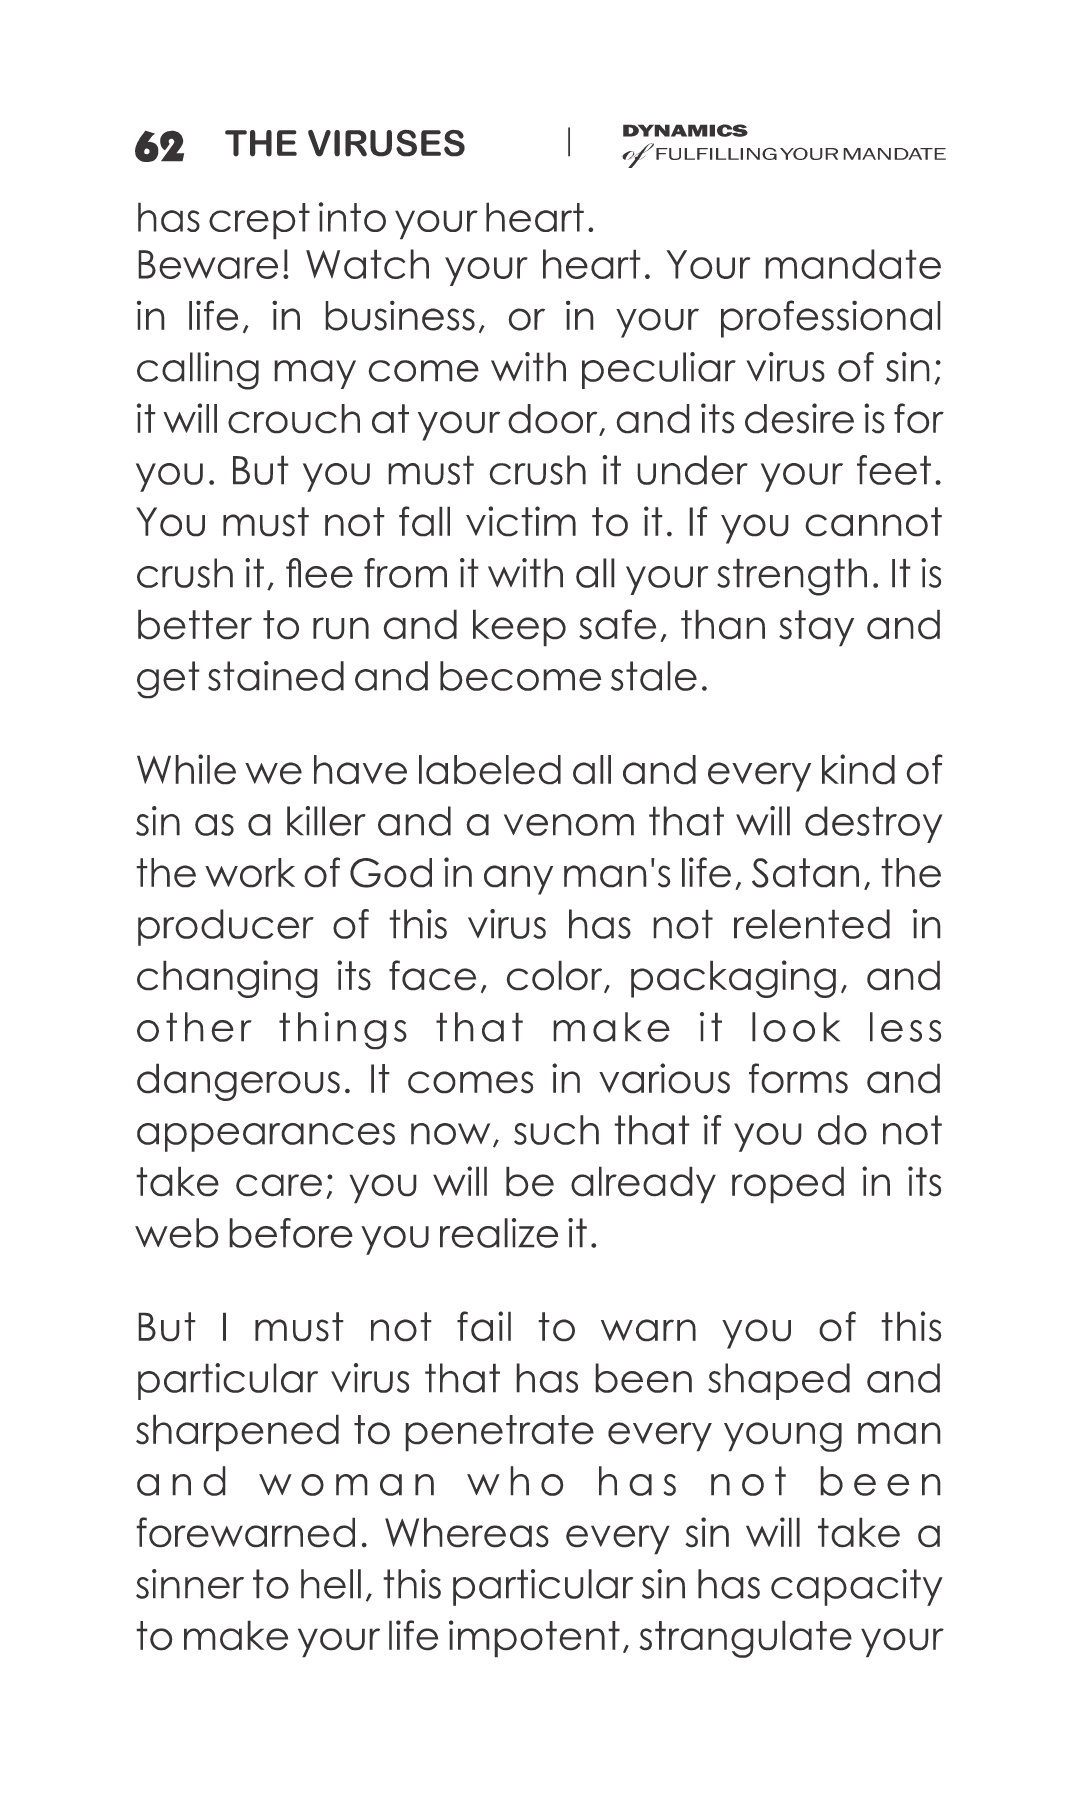 62 THE VIRUSES | DYNAMICS
of FULFILLING YOUR MANDATE
has crept into your heart.
Beware! Watch your heart. Your mandate
in life, in business, or in your professional
calling may come with peculiar virus of sin;
it will crouch at your door, and its desire is for
you. But you must crush it under your feet.
You must not fall victim to it. If you cannot
crush it, flee from it with all your strength. It is
better to run and keep safe, than stay and
get stained and become stale.
While we have labeled all and every kind of
sin as a killer and a venom that will destroy
the work of God in any man's life, Satan, the
producer of this virus has not relented in
changing its face, color, packaging, and
other things that make it look less
dangerous. It comes in various forms and
appearances now, such that if you do not
take care; you will be already roped in its
web before you realize it.
But I must not fail to warn you of this
particular virus that has been shaped and
sharpened to penetrate every young man
and woman who has not been
forewarned. Whereas every sin will take a
sinner to hell, this particular sin has capacity
to make your life impotent, strangulate your